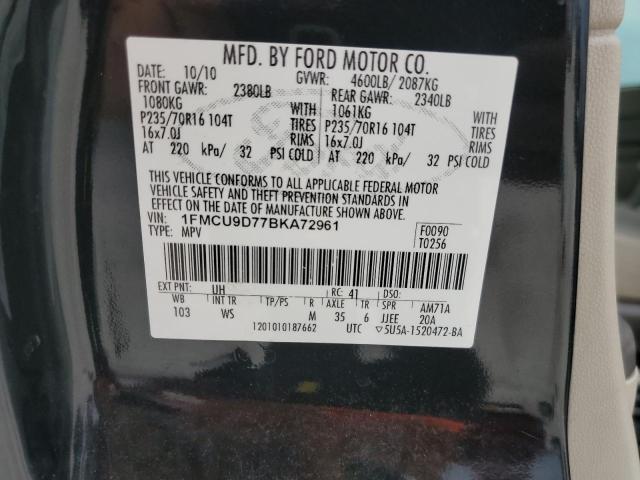 MFD. BY FORD MOTOR CO.
DATE: 10/10 GVWR: 4600LB/ 2087KG
FRONT GAWR: 2380LB REAR GAWR: 2340LB
1080KG 1061KG
P235/70R16 104T TIRES P235/70R16 104T TIRES
16x7.0J RIMS 16x7.0J RIMS
AT 220 kPa/ 32 PSI COLD AT 220 kPa/ 32 PSI COLD
THIS VEHICLE CONFORMS TO ALL APPLICABLE FEDERAL MOTOR
VEHICLE SAFETY AND THEFT PREVENTION STANDARDS IN
EFFECT ON THE DATE OF MANUFACTURE SHOWN ABOVE.
VIN: 1FMCU9D77BKA72961 F0090
TYPE: MPV T0256
EXT PNT: UH RC: 41 DSO:
WB INT TR TP/PS R AXLE TR SPR AM71A
103 WS M 35 6 JJEE 20A
1201010187662 UTC ▽5U5A-1520472-BA